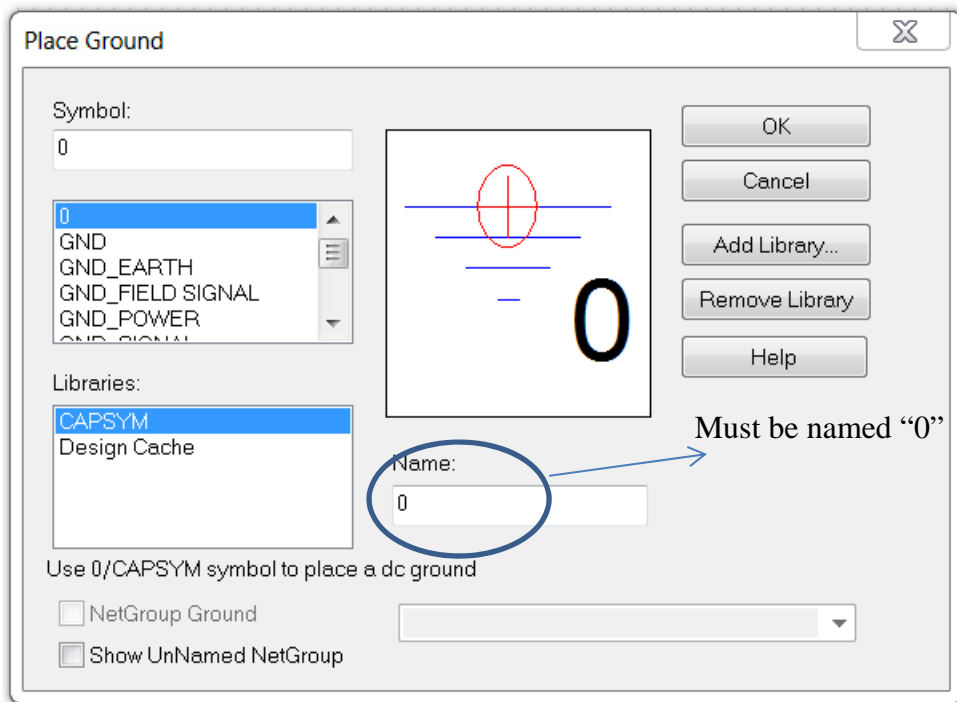 Place Ground
Symbol:
0
0
GND
GND_EARTH
GND_FIELD SIGNAL
GND_POWER
GND_SIGNAL
Libraries:
CAPSYM
Design Cache
0
Name:
0
OK
Cancel
Add Library...
Remove Library
Help
Must be named “0”
Use 0/CAPSYM symbol to place a dc ground
NetGroup Ground
Show UnNamed NetGroup